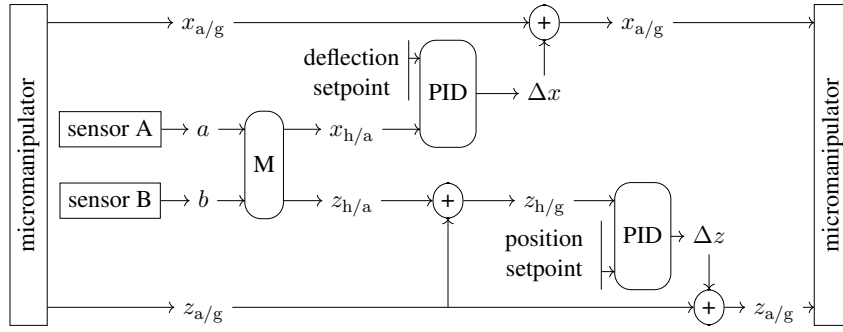 micromanipulator
x_{a/g}
+
x_{a/g}
micromanipulator
deflection
setpoint
PID
Δx
sensor A
a
M
x_{h/a}
sensor B
b
z_{h/a}
+
z_{h/g}
position
setpoint
PID
Δz
z_{a/g}
+
z_{a/g}